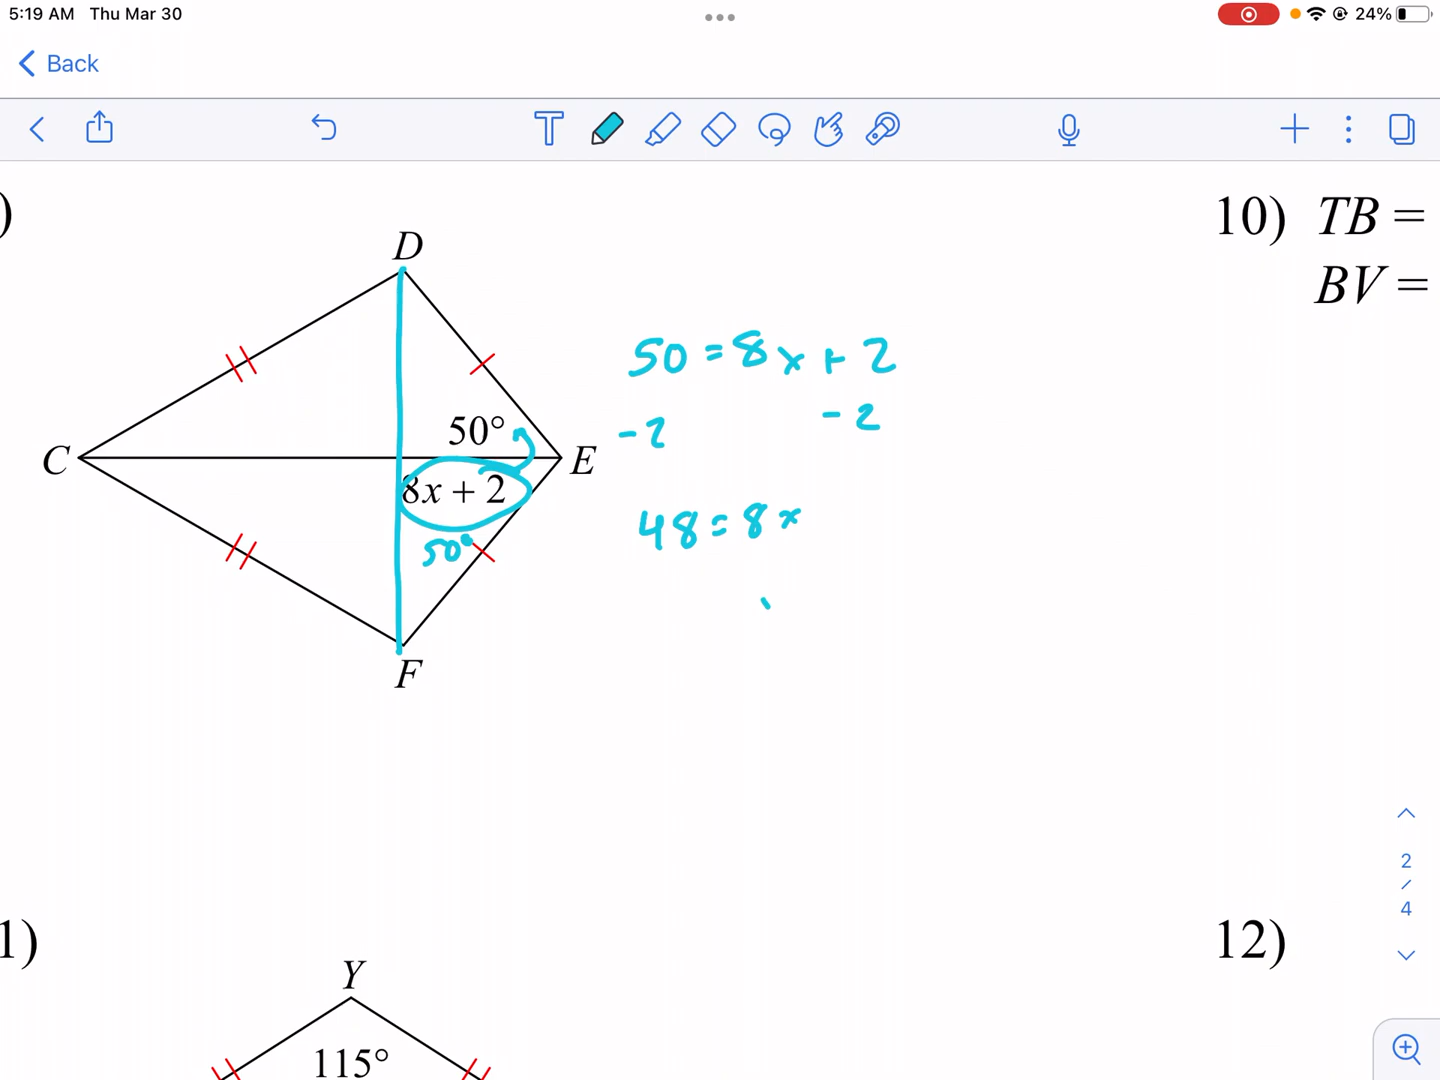 5:19 AM Thu Mar 30
24%
Back
)
10) TB =
BV =
D
50 = 8x + 2
50°
-2 -2
C
E
8x + 2
48 = 8x
50°
F
2
/
4
1)
12)
Y
115°